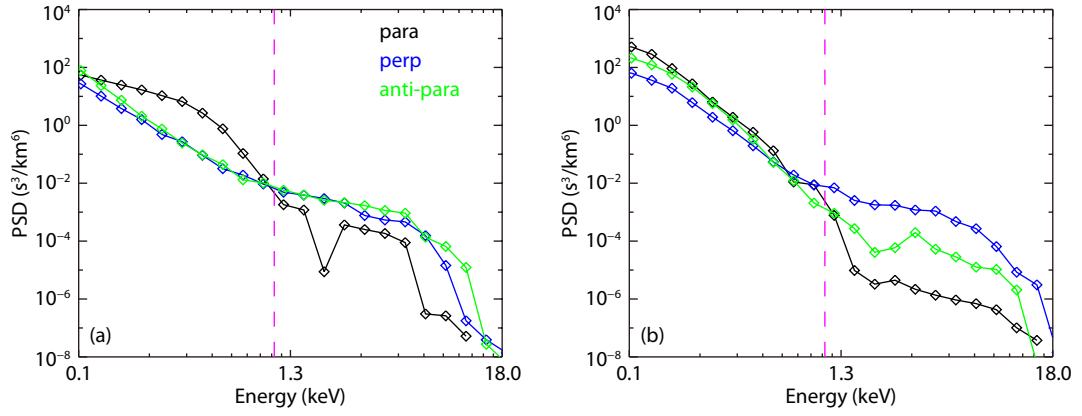 10⁴
10²
10⁰
10⁻²
10⁻⁴
10⁻⁶
10⁻⁸
PSD (s³/km⁶)
para
perp
anti-para
(a)
0.1 1.3 18.0
Energy (keV)
10⁴
10²
10⁰
10⁻²
10⁻⁴
10⁻⁶
10⁻⁸
PSD (s³/km⁶)
(b)
0.1 1.3 18.0
Energy (keV)